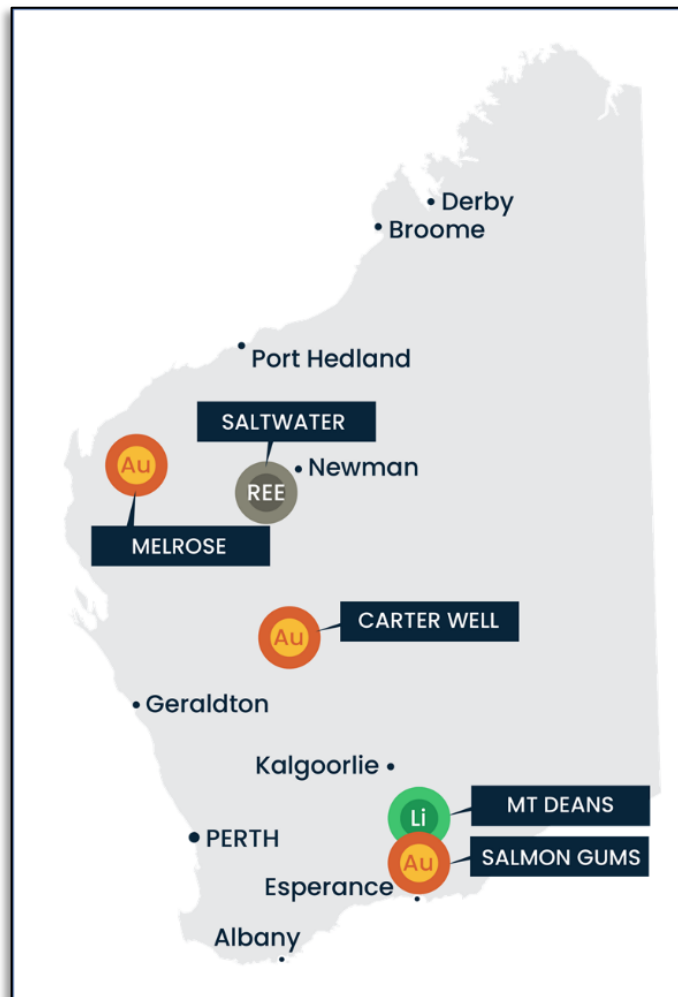 Derby
Broome
Port Hedland
SALTWATER
Au
Newman
REE
MELROSE
CARTER WELL
Au
Geraldton
Kalgoorlie
MT DEANS
Li
PERTH
SALMON GUMS
Au
Esperance
Albany